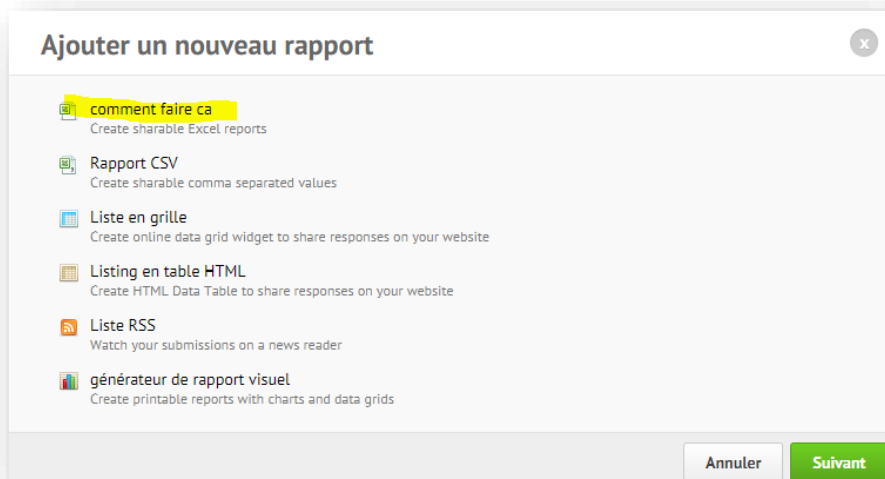 Ajouter un nouveau rapport
x
comment faire ca
Create sharable Excel reports
Rapport CSV
Create sharable comma separated values
Liste en grille
Create online data grid widget to share responses on your website
Listing en table HTML
Create HTML Data Table to share responses on your website
Liste RSS
Watch your submissions on a news reader
générateur de rapport visuel
Create printable reports with charts and data grids
Annuler
Suivant